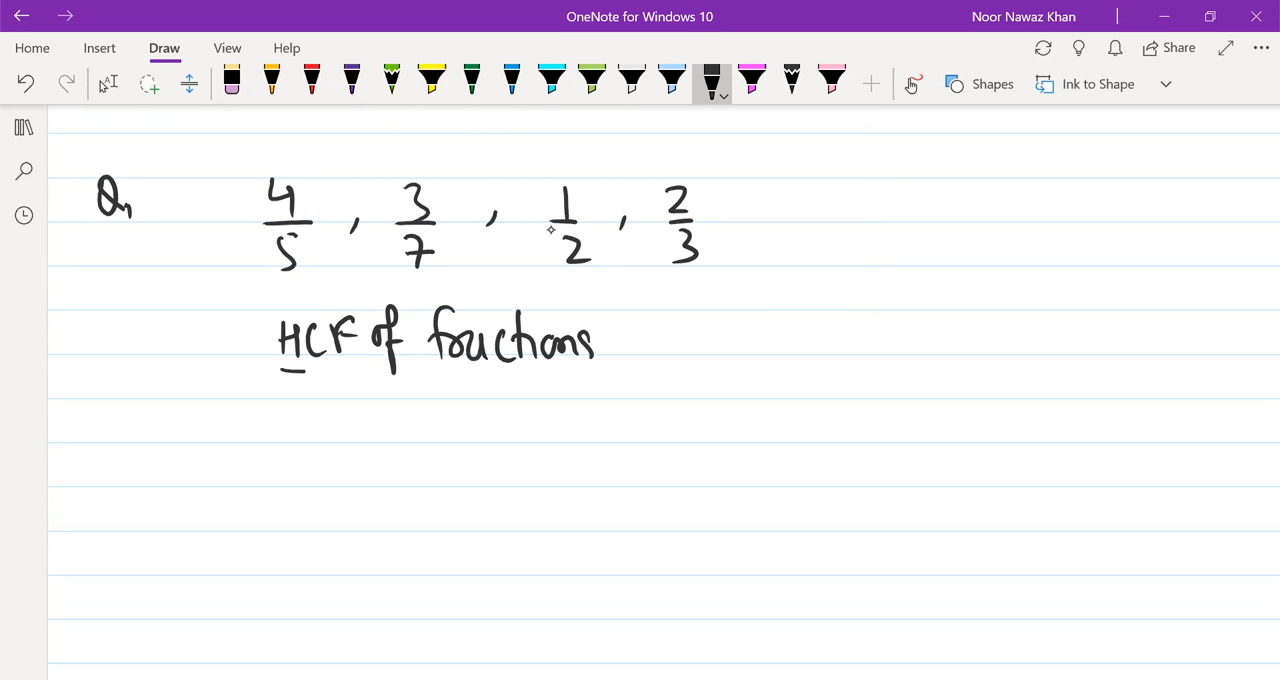 OneNote for Windows 10 Noor Nawaz Khan
Home Insert Draw View Help Share
Shapes Ink to Shape
Q1 4/5 , 3/7 , 1/2 , 2/3
HCF of fractions